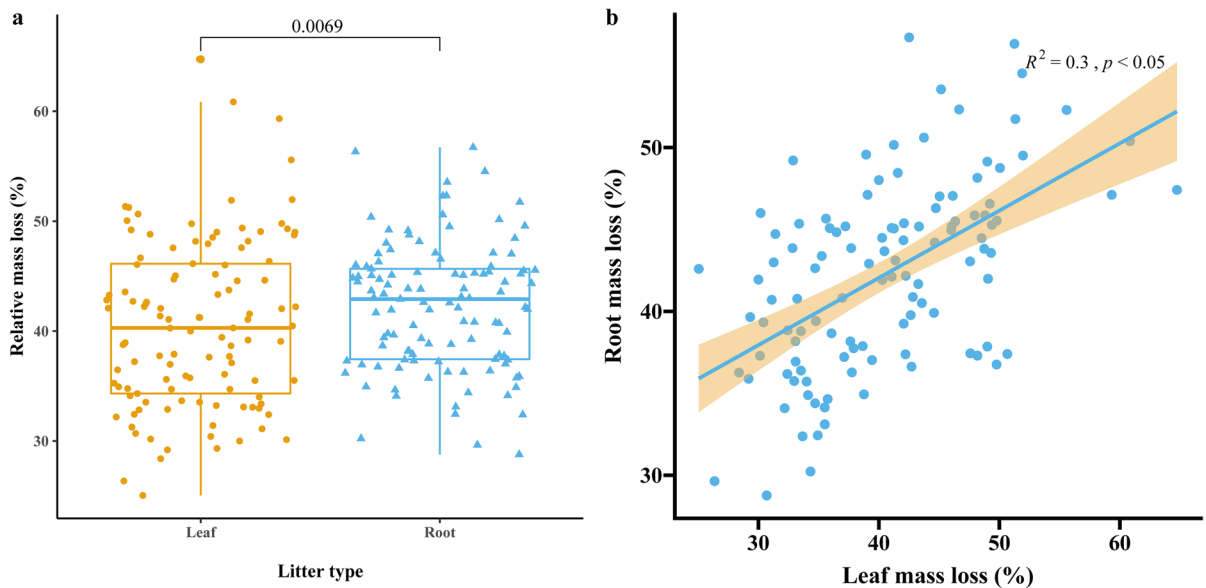 a
0.0069
Relative mass loss (%)
60
50
40
30
Leaf
Root
Litter type
b
R² = 0.3 , p < 0.05
Root mass loss (%)
50
40
30
30
40
50
60
Leaf mass loss (%)